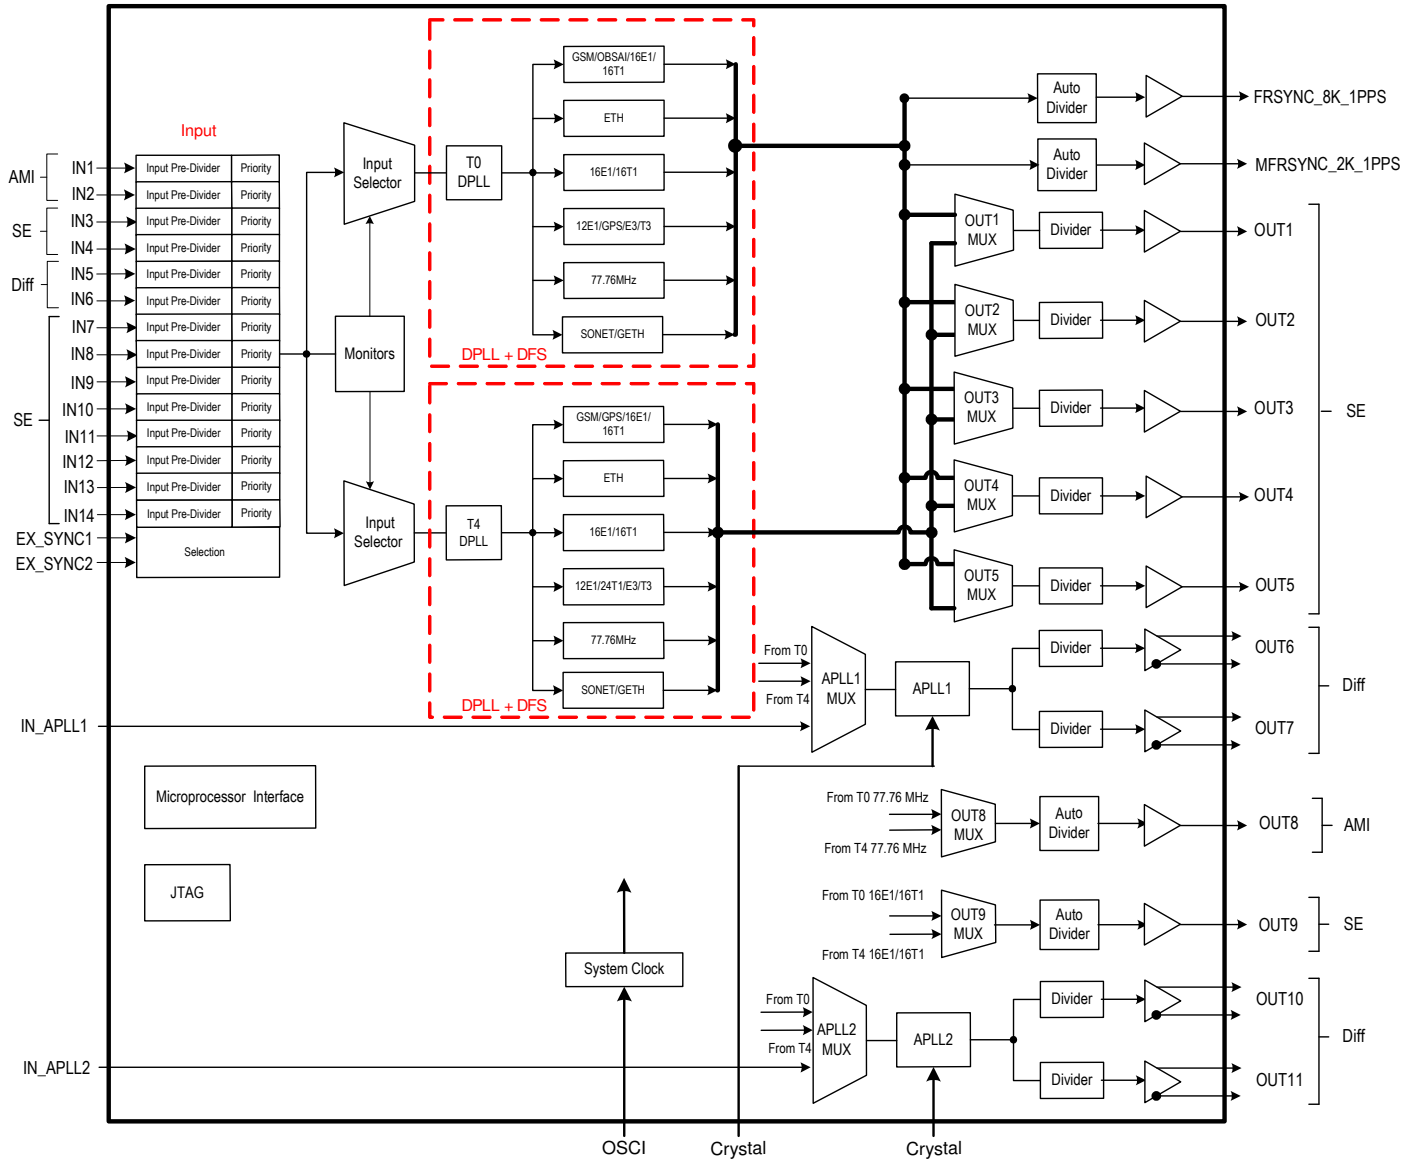 Input
AMI
IN1
IN2
SE
IN3
IN4
Diff
IN5
IN6
SE
IN7
IN8
IN9
SE
IN10
IN11
IN12
IN13
IN14
EX_SYNC1
EX_SYNC2
Input Pre-Divider Priority
Input Pre-Divider Priority
Input Pre-Divider Priority
Input Pre-Divider Priority
Input Pre-Divider Priority
Input Pre-Divider Priority
Input Pre-Divider Priority
Input Pre-Divider Priority
Input Pre-Divider Priority
Input Pre-Divider Priority
Input Pre-Divider Priority
Input Pre-Divider Priority
Input Pre-Divider Priority
Input Pre-Divider Priority
Selection
Input
Selector
Monitors
Input
Selector
T0
DPLL
GSM/OBSAI/16E1/
16T1
ETH
16E1/16T1
12E1/GPS/E3/T3
77.76MHz
SONET/GETH
DPLL + DFS
T4
DPLL
GSM/GPS/16E1/
16T1
ETH
16E1/16T1
12E1/24T1/E3/T3
77.76MHz
SONET/GETH
DPLL + DFS
Auto
Divider
FRSYNC_8K_1PPS
Auto
Divider
MFRSYNC_2K_1PPS
OUT1
MUX
Divider
OUT1
OUT2
MUX
Divider
OUT2
OUT3
MUX
Divider
OUT3
SE
OUT4
MUX
Divider
OUT4
OUT5
MUX
Divider
OUT5
From T0
From T4
APLL1
MUX
APLL1
Divider
OUT6
Diff
Divider
OUT7
IN_APLL1
From T0 77.76 MHz
From T4 77.76 MHz
OUT8
MUX
Auto
Divider
OUT8
AMI
From T0 16E1/16T1
From T4 16E1/16T1
OUT9
MUX
Auto
Divider
OUT9
SE
From T0
From T4
APLL2
MUX
APLL2
Divider
OUT10
Diff
Divider
OUT11
IN_APLL2
Microprocessor Interface
JTAG
System Clock
OSCI
Crystal
Crystal